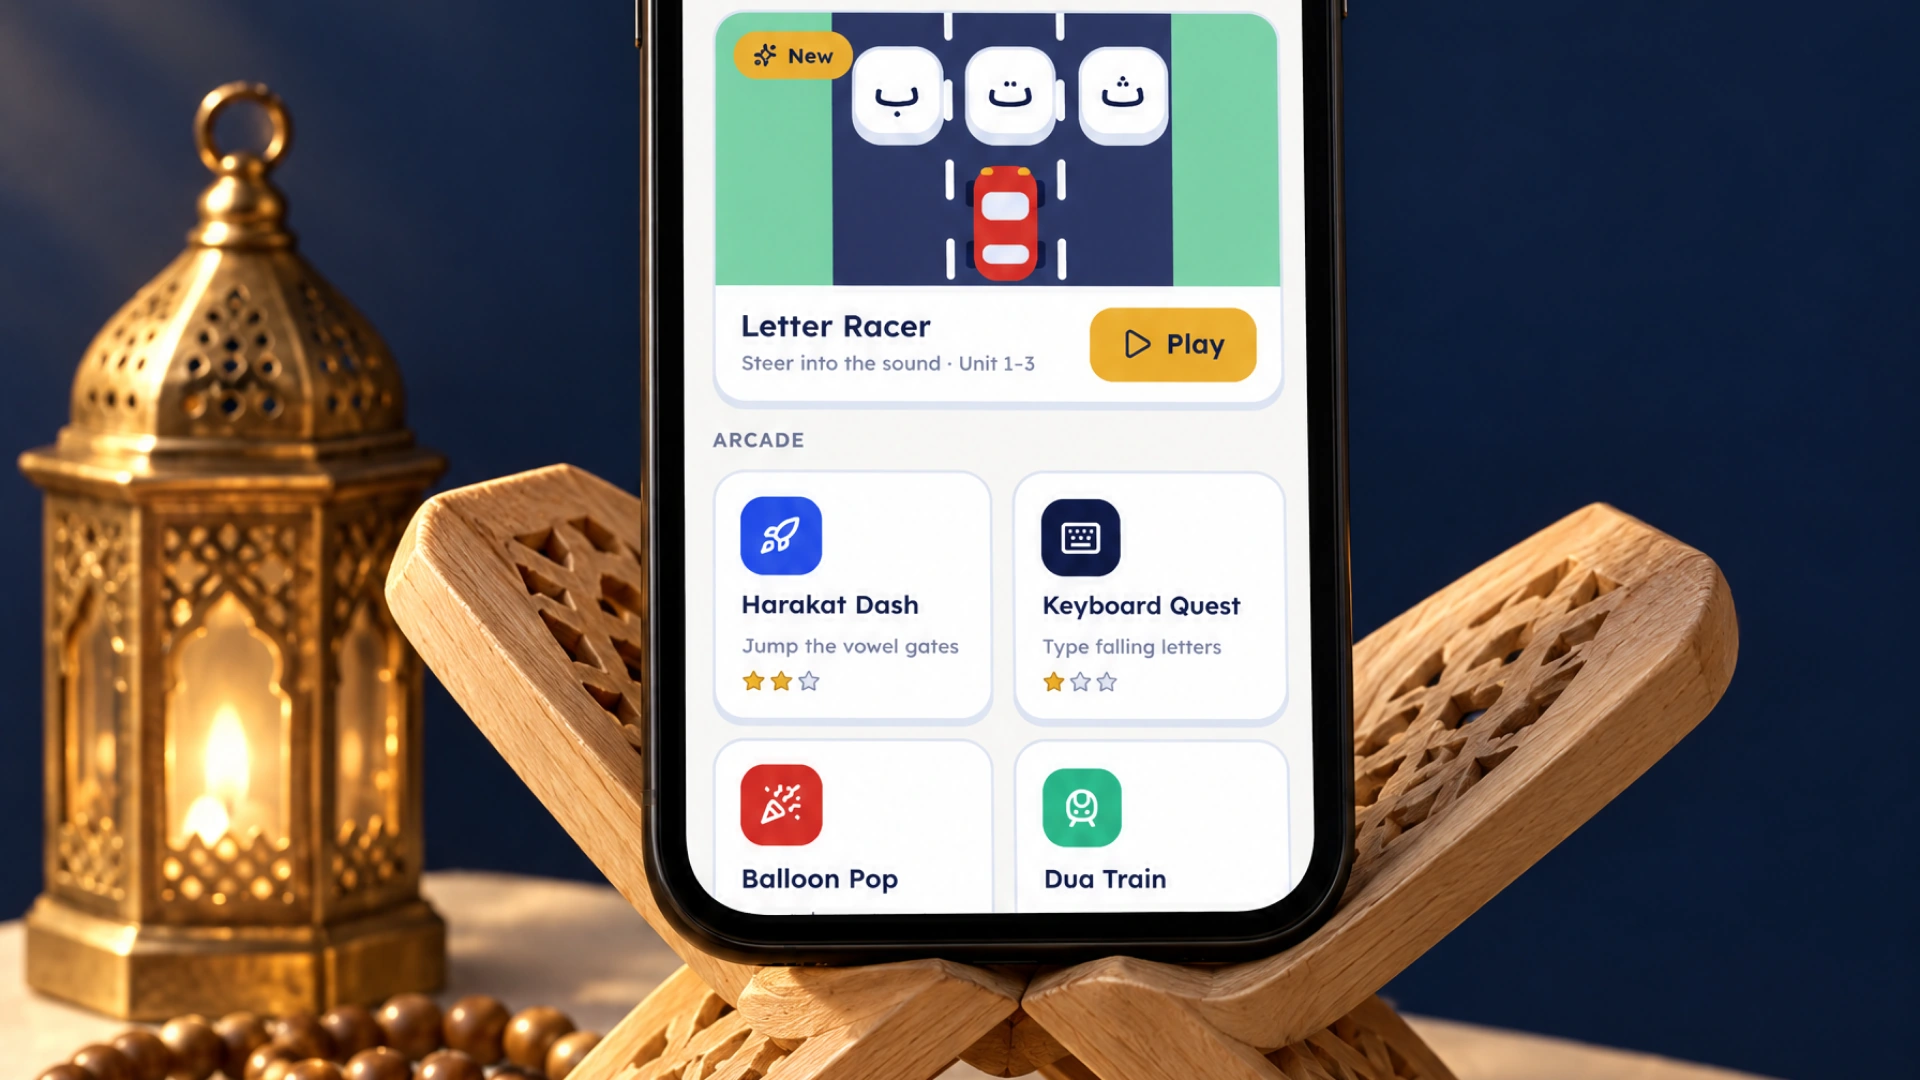 New
ب ت ث
Letter Racer
Steer into the sound · Unit 1-3
Play
ARCADE
Harakat Dash
Jump the vowel gates
Keyboard Quest
Type falling letters
Balloon Pop
Dua Train